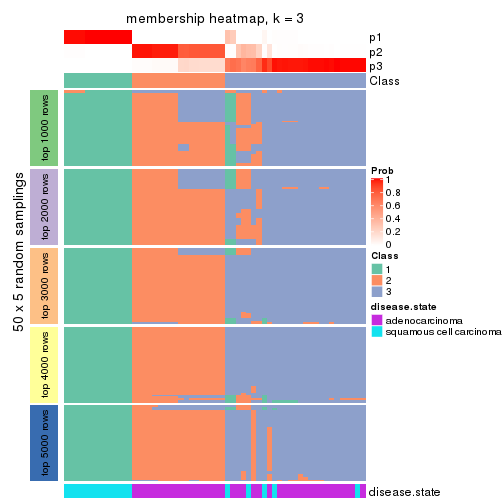 membership heatmap, k = 3
p1
p2
p3
Class
50 x 5 random samplings
top 1000 rows
top 2000 rows
top 3000 rows
top 4000 rows
top 5000 rows
Prob
1
0.8
0.6
0.4
0.2
0
Class
1
2
3
disease.state
adenocarcinoma
squamous cell carcinoma
disease.state